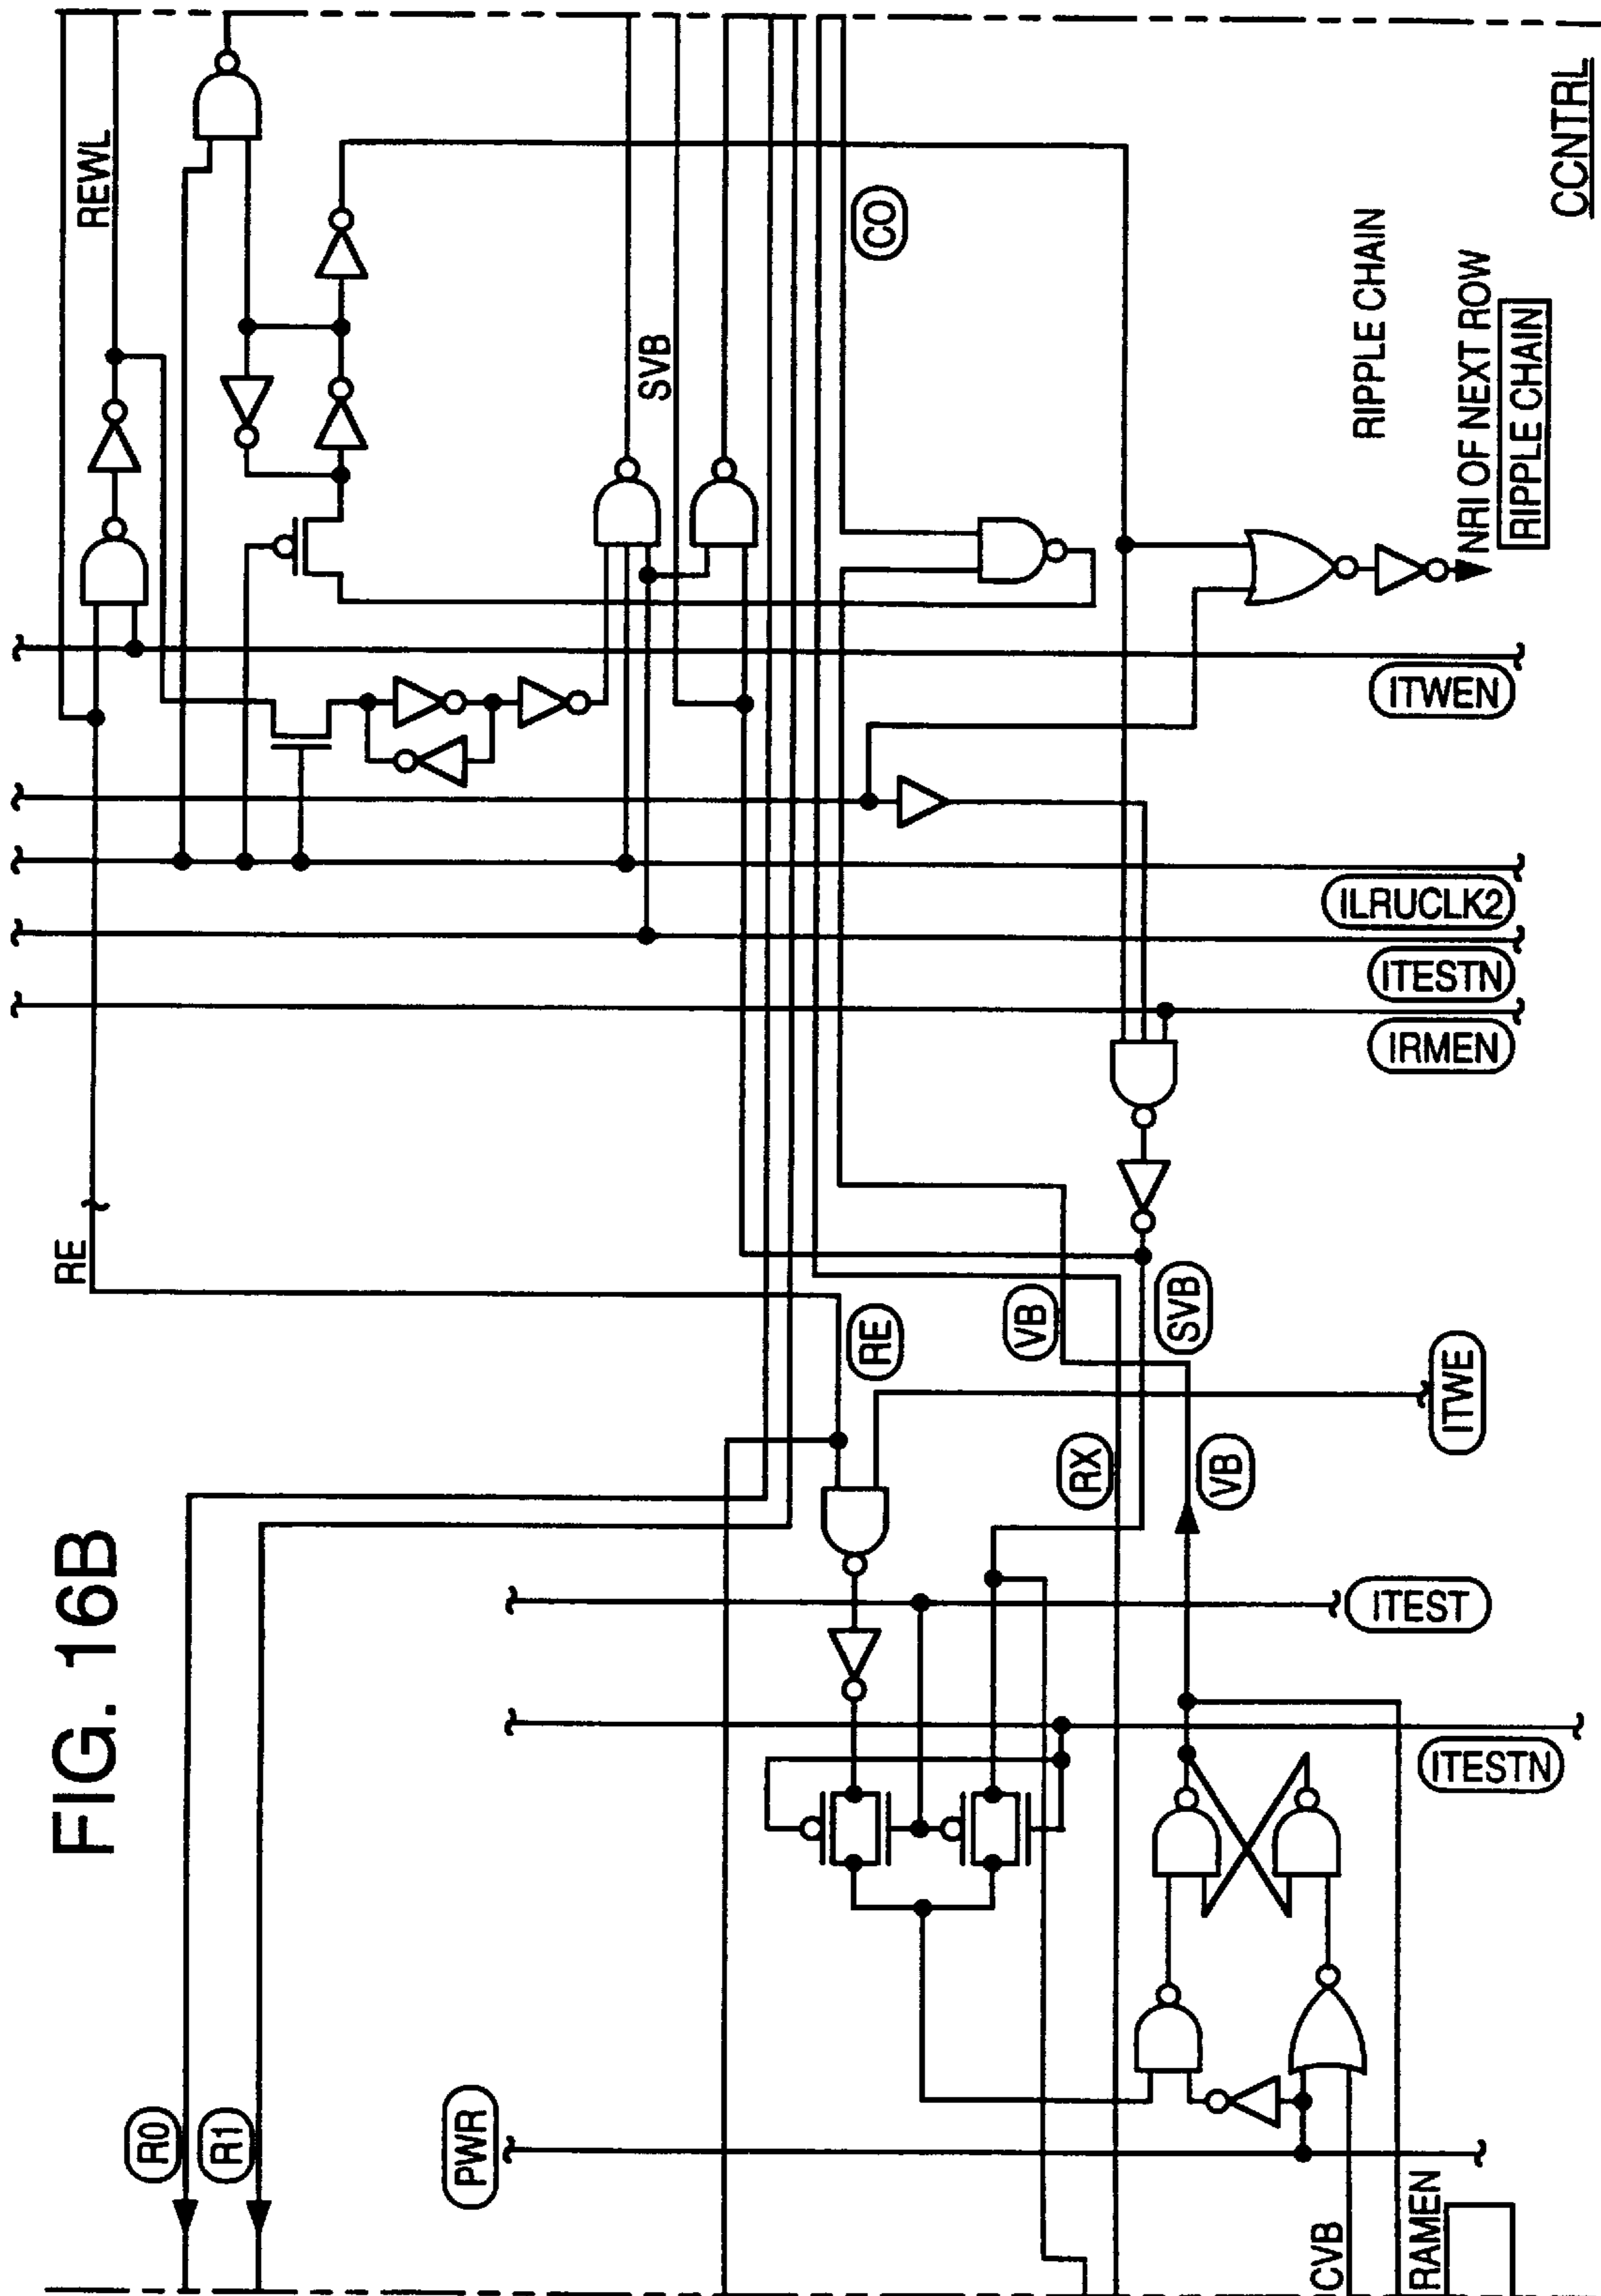 FIG. 16B
R0
R1
PWR
CVB
RAMEN
RE
RE
RX
VB
VB
SVB
ITEST
ITESTN
ITWE
REWL
SVB
CO
ITWEN
ILRUCLK2
ITESTN
IRMEN
RIPPLE CHAIN
NRI OF NEXT ROW
RIPPLE CHAIN
CCNTRL